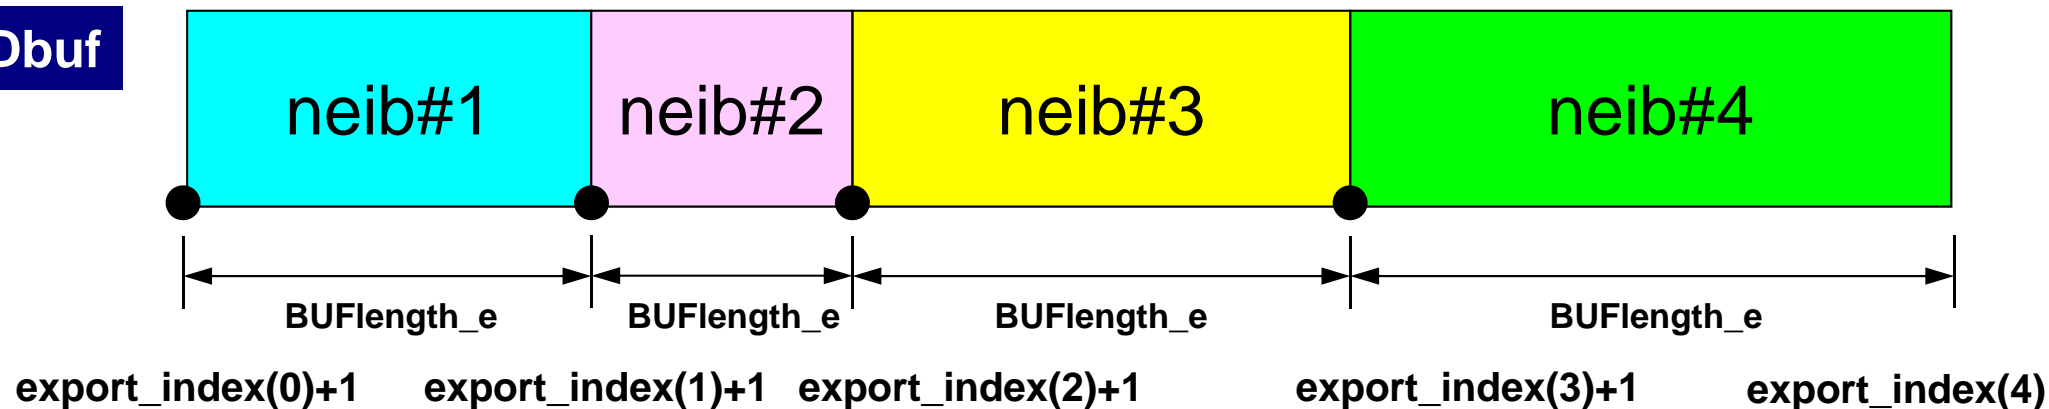 Dbuf
neib#1 neib#2 neib#3 neib#4
BUFlength_e BUFlength_e BUFlength_e BUFlength_e
export_index(0)+1 export_index(1)+1 export_index(2)+1 export_index(3)+1 export_index(4)